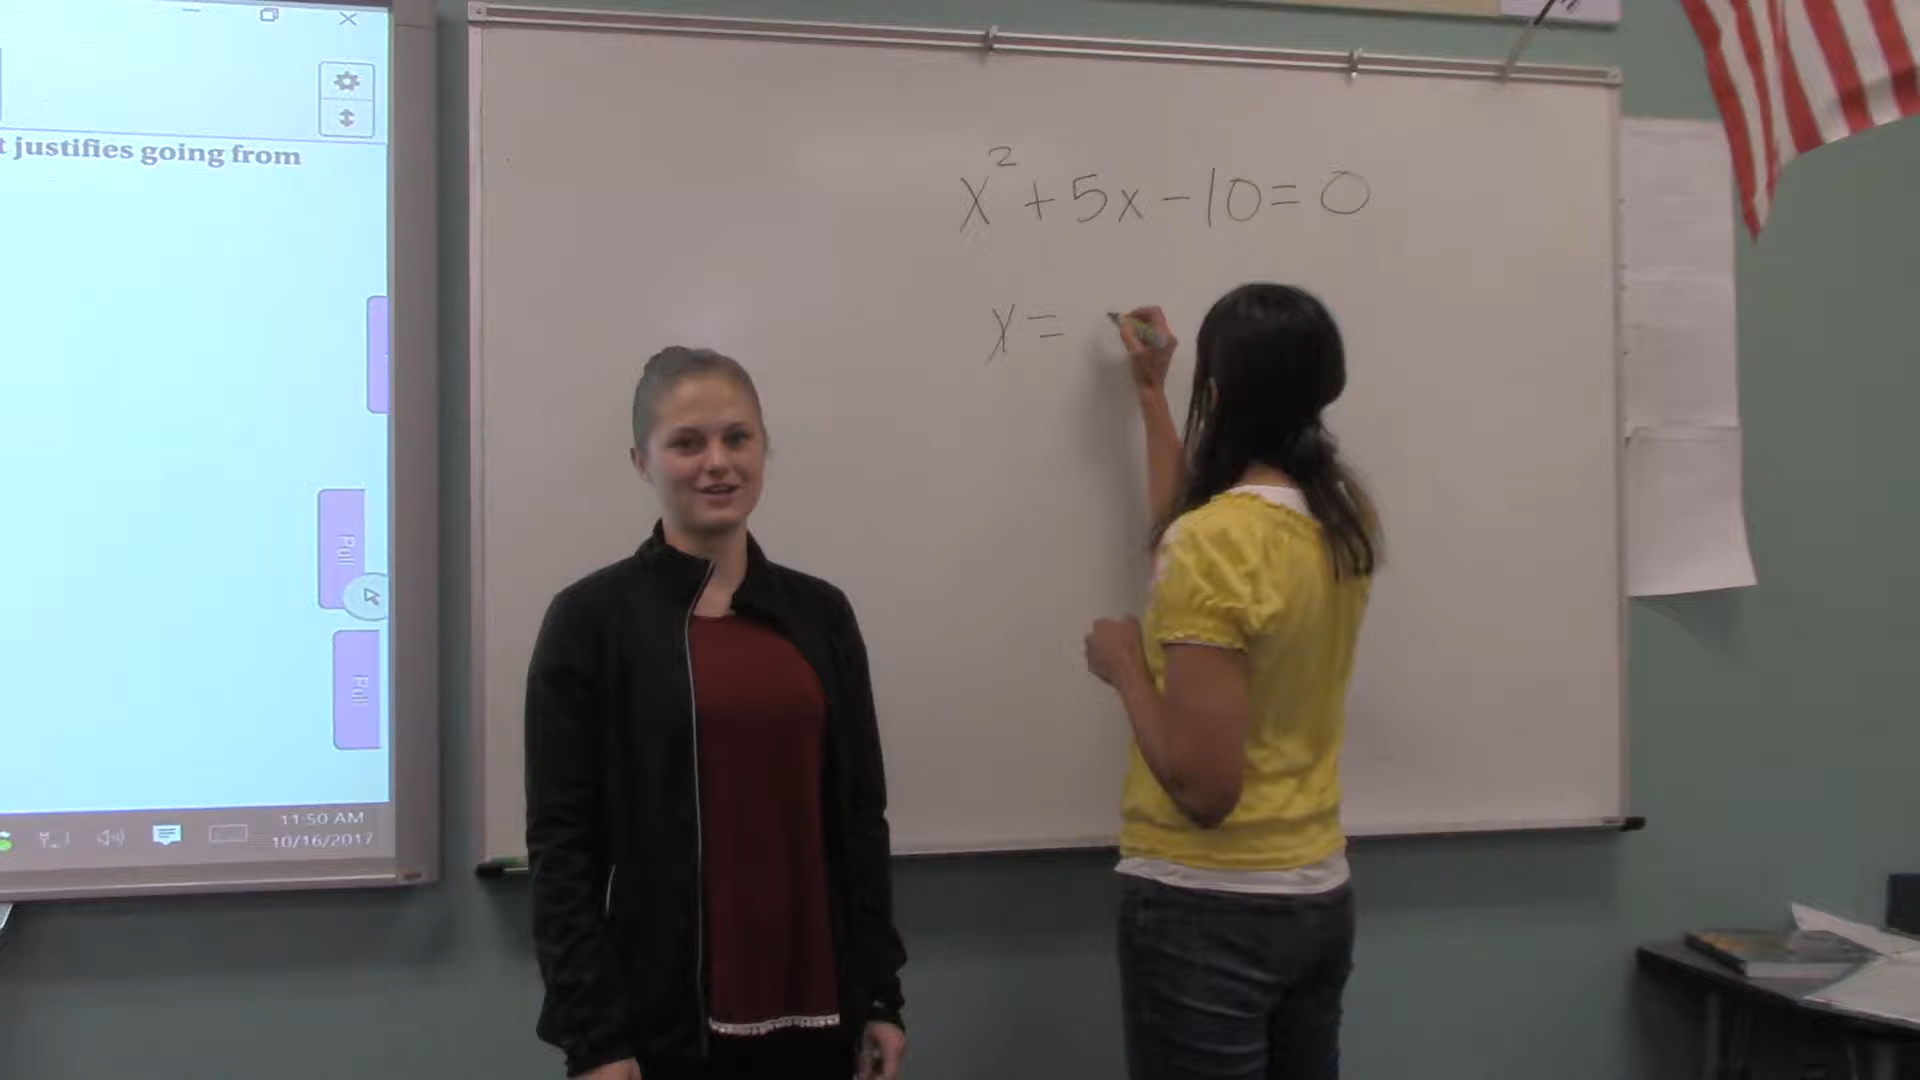 t justifies going from
Poll
Poll
11:50 AM
10/16/2017
x² + 5x - 10 = 0
x =